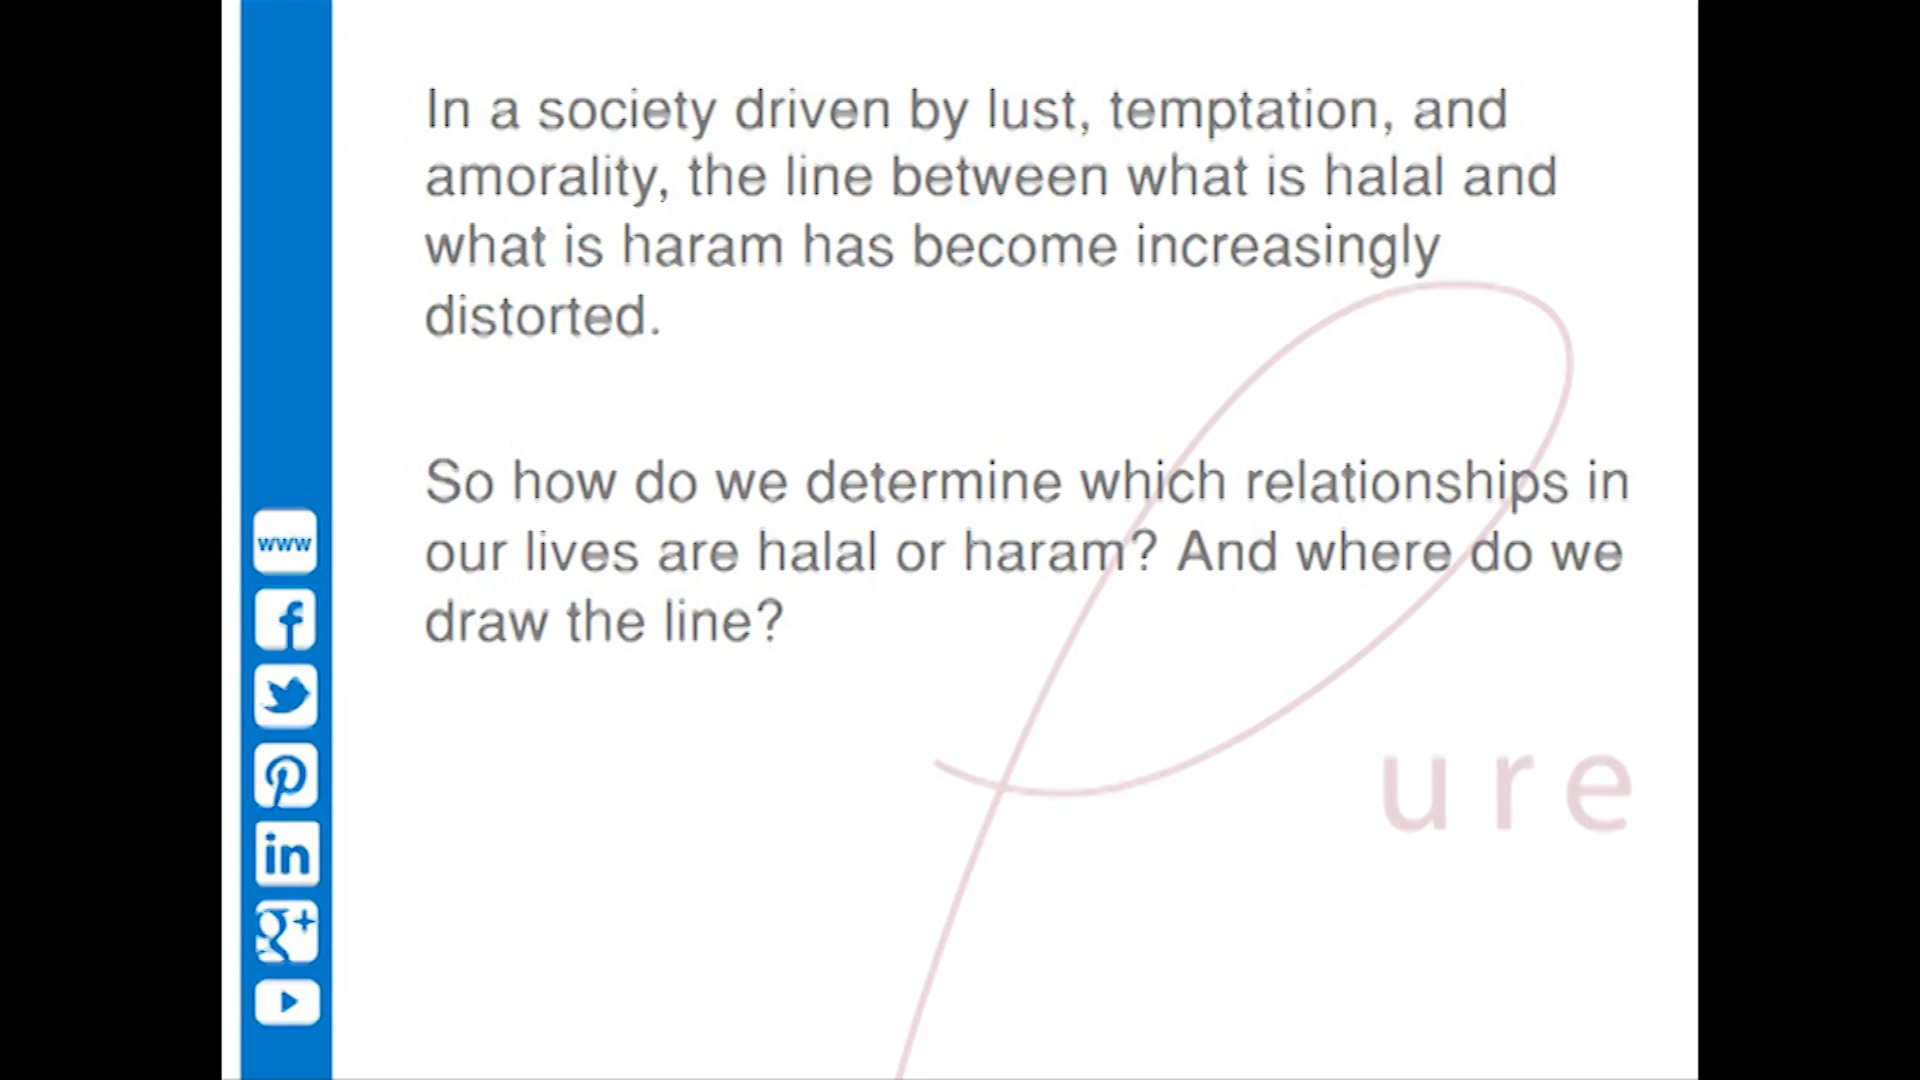 In a society driven by lust, temptation, and
amorality, the line between what is halal and
what is haram has become increasingly
distorted.
So how do we determine which relationships in
our lives are halal or haram? And where do we
draw the line?
Pure
www
f
in
g+